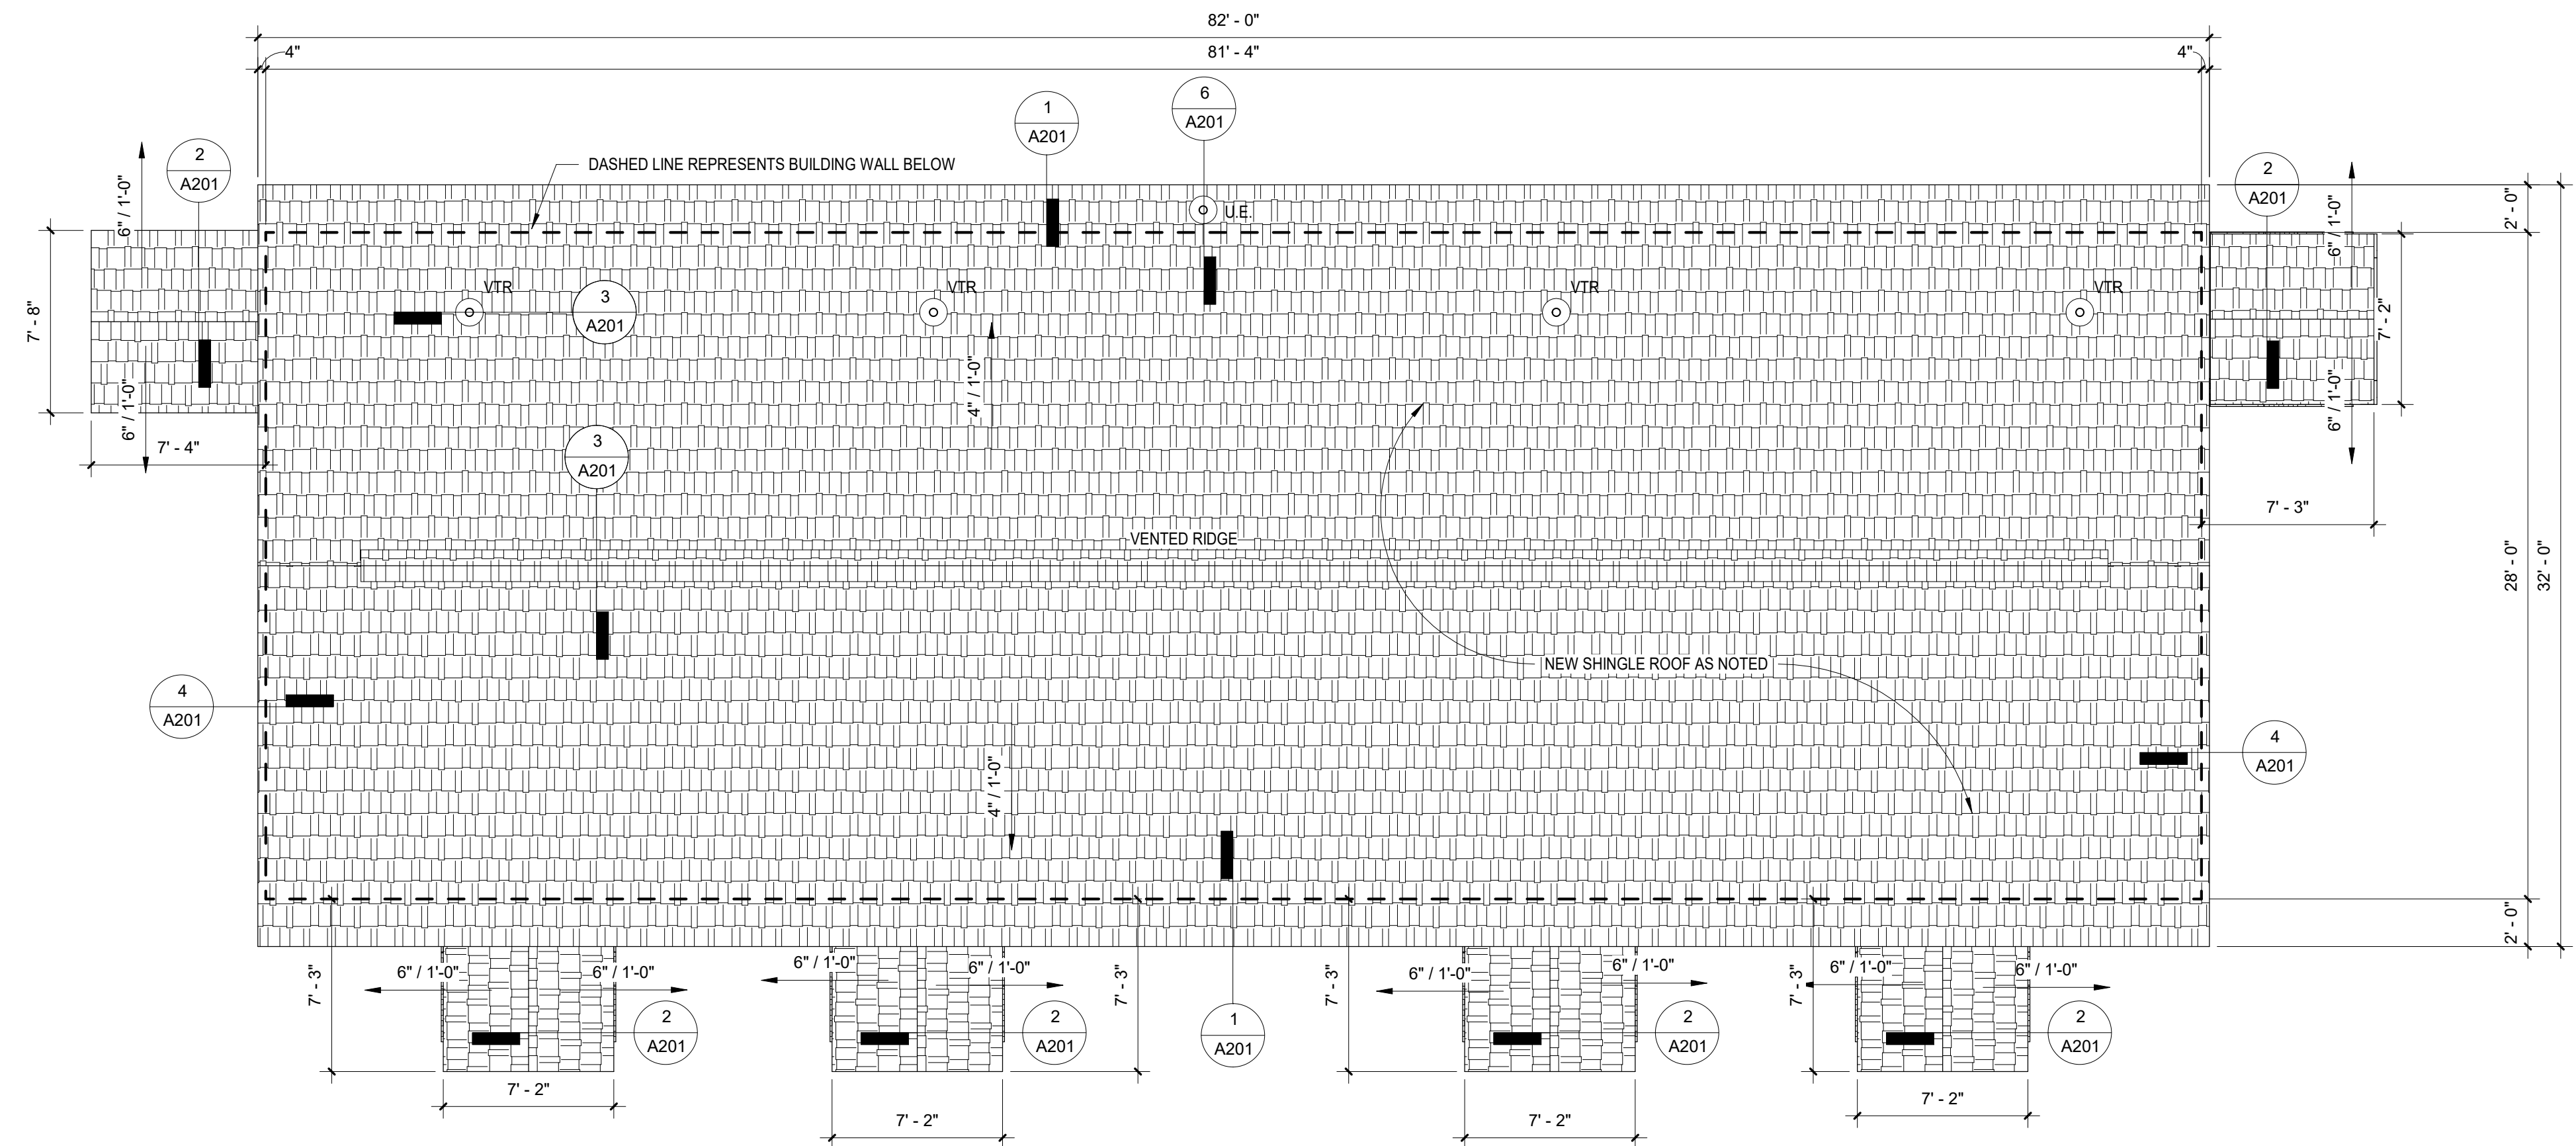 82' - 0"
4"
81' - 4"
4"
6
A201
1
A201
2
A201
DASHED LINE REPRESENTS BUILDING WALL BELOW
2
A201
6" / 1'-0"
6" / 1'-0"
2' - 0"
U.E.
VTR
VTR
VTR
VTR
3
A201
7' - 8"
7' - 2"
6" / 1'-0"
4" / 1'-0"
6" / 1'-0"
7' - 4"
3
A201
7' - 3"
VENTED RIDGE
28' - 0"
32' - 0"
NEW SHINGLE ROOF AS NOTED
4
A201
4
A201
4" / 1'-0"
2' - 0"
7' - 3"
6" / 1'-0"
6" / 1'-0"
6" / 1'-0"
6" / 1'-0"
7' - 3"
7' - 3"
6" / 1'-0"
6" / 1'-0"
7' - 3"
6" / 1'-0"
6" / 1'-0"
2
A201
2
A201
1
A201
2
A201
2
A201
7' - 2"
7' - 2"
7' - 2"
7' - 2"